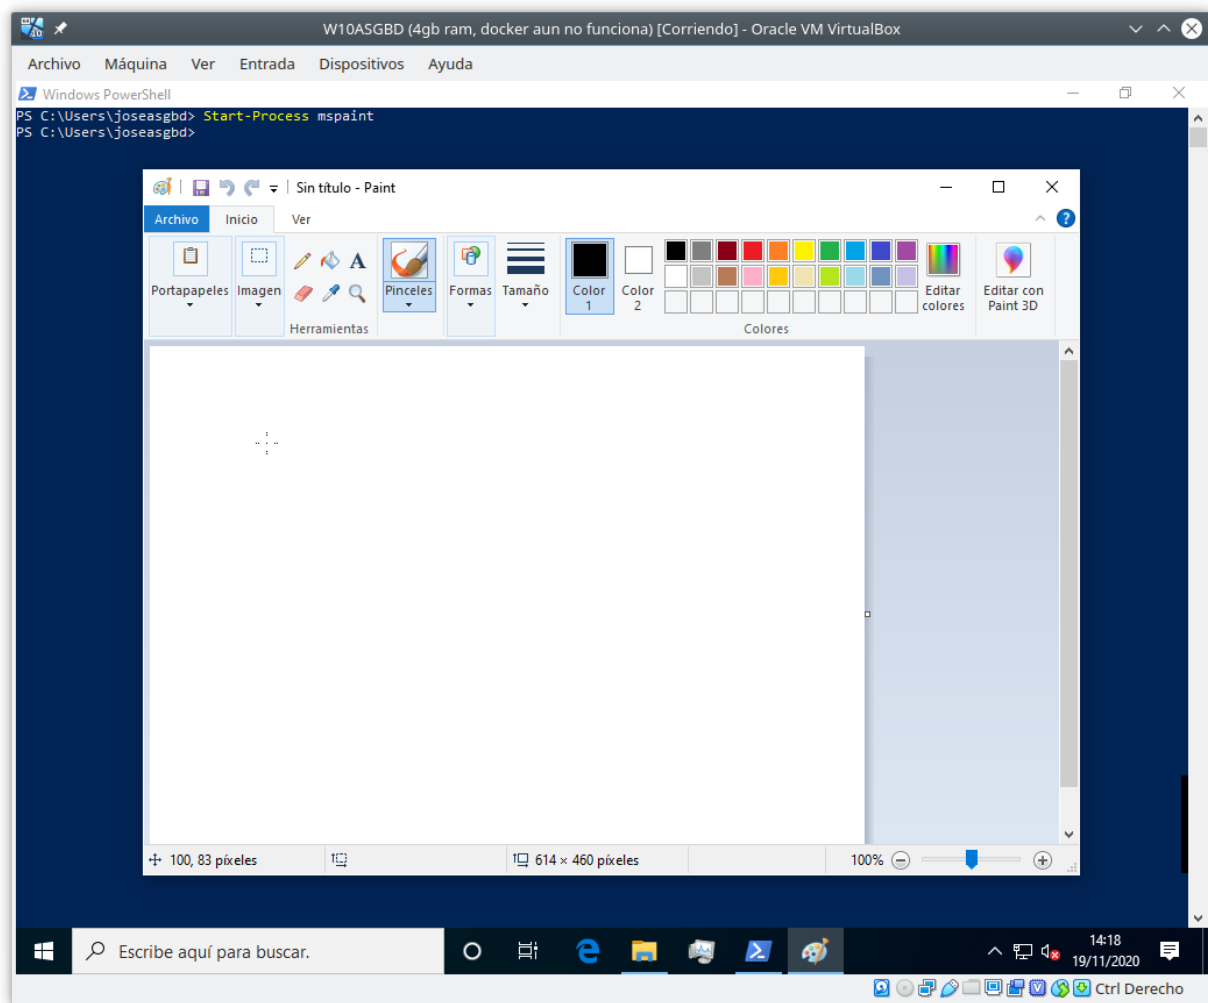 W10ASGBD (4gb ram, docker aun no funciona) [Corriendo] - Oracle VM VirtualBox
Archivo Máquina Ver Entrada Dispositivos Ayuda
Windows PowerShell
PS C:\Users\joseasgbd> Start-Process mspaint
PS C:\Users\joseasgbd>
Sin título - Paint
Archivo Inicio Ver
Portapapeles Imagen Pinceles Formas Tamaño Color 1 Color 2 Editar colores Editar con Paint 3D
Herramientas Colores
100, 83 píxeles 614 × 460 píxeles 100%
Escribe aquí para buscar.
14:18
19/11/2020
Ctrl Derecho